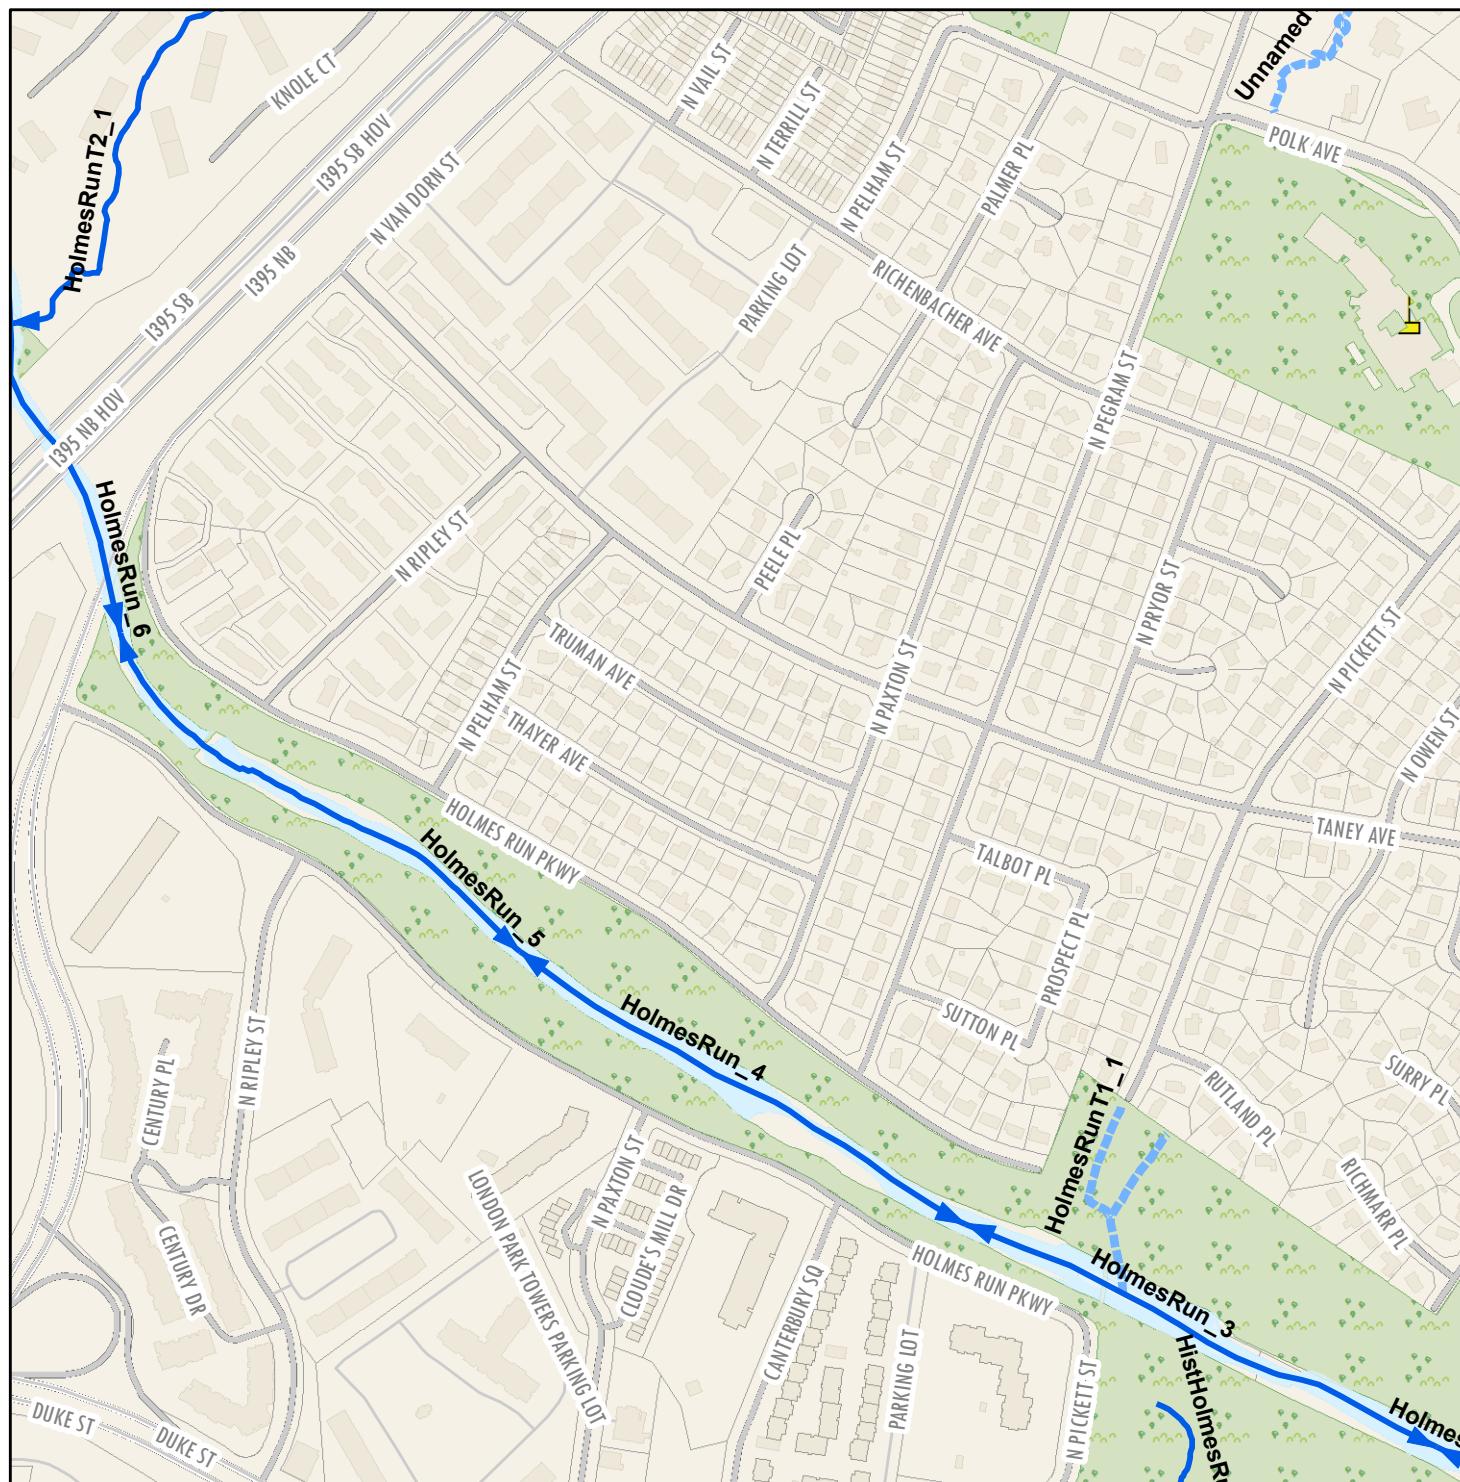 Unnamed
KNOLE CT
N VAIL ST
HolmesRunT2_1
N TERRILL ST
POLK AVE
I395 SB HOV
N PELHAM ST
PALMER PL
N VAN DORN ST
I395 NB
PARKING LOT
RICHENBACHER AVE
I395 SB
I395 NB HOV
N PEGRAM ST
HolmesRun_6
N RIPLEY ST
PEELE PL
N PRYOR ST
TRUMAN AVE
N PICKETT ST
N PAXTON ST
N PELHAM ST
THAYER AVE
N OWEN ST
HOLMES RUN PKWY
TANEY AVE
HolmesRun_5
TALBOT PL
PROSPECT PL
SUTTON PL
HolmesRun_4
N RIPLEY ST
CENTURY PL
HolmesRunT1_1
RUTLAND PL
SURRY PL
N PAXTON ST
LONDON PARK TOWERS PARKING LOT
CLOUDE'S MILL DR
RICHMARR PL
CENTURY DR
HOLMES RUN PKWY
HolmesRun_3
CANTERBURY SQ
PARKING LOT
HistHolmesR
N PICKETT ST
DUKE ST
DUKE ST
Holmes